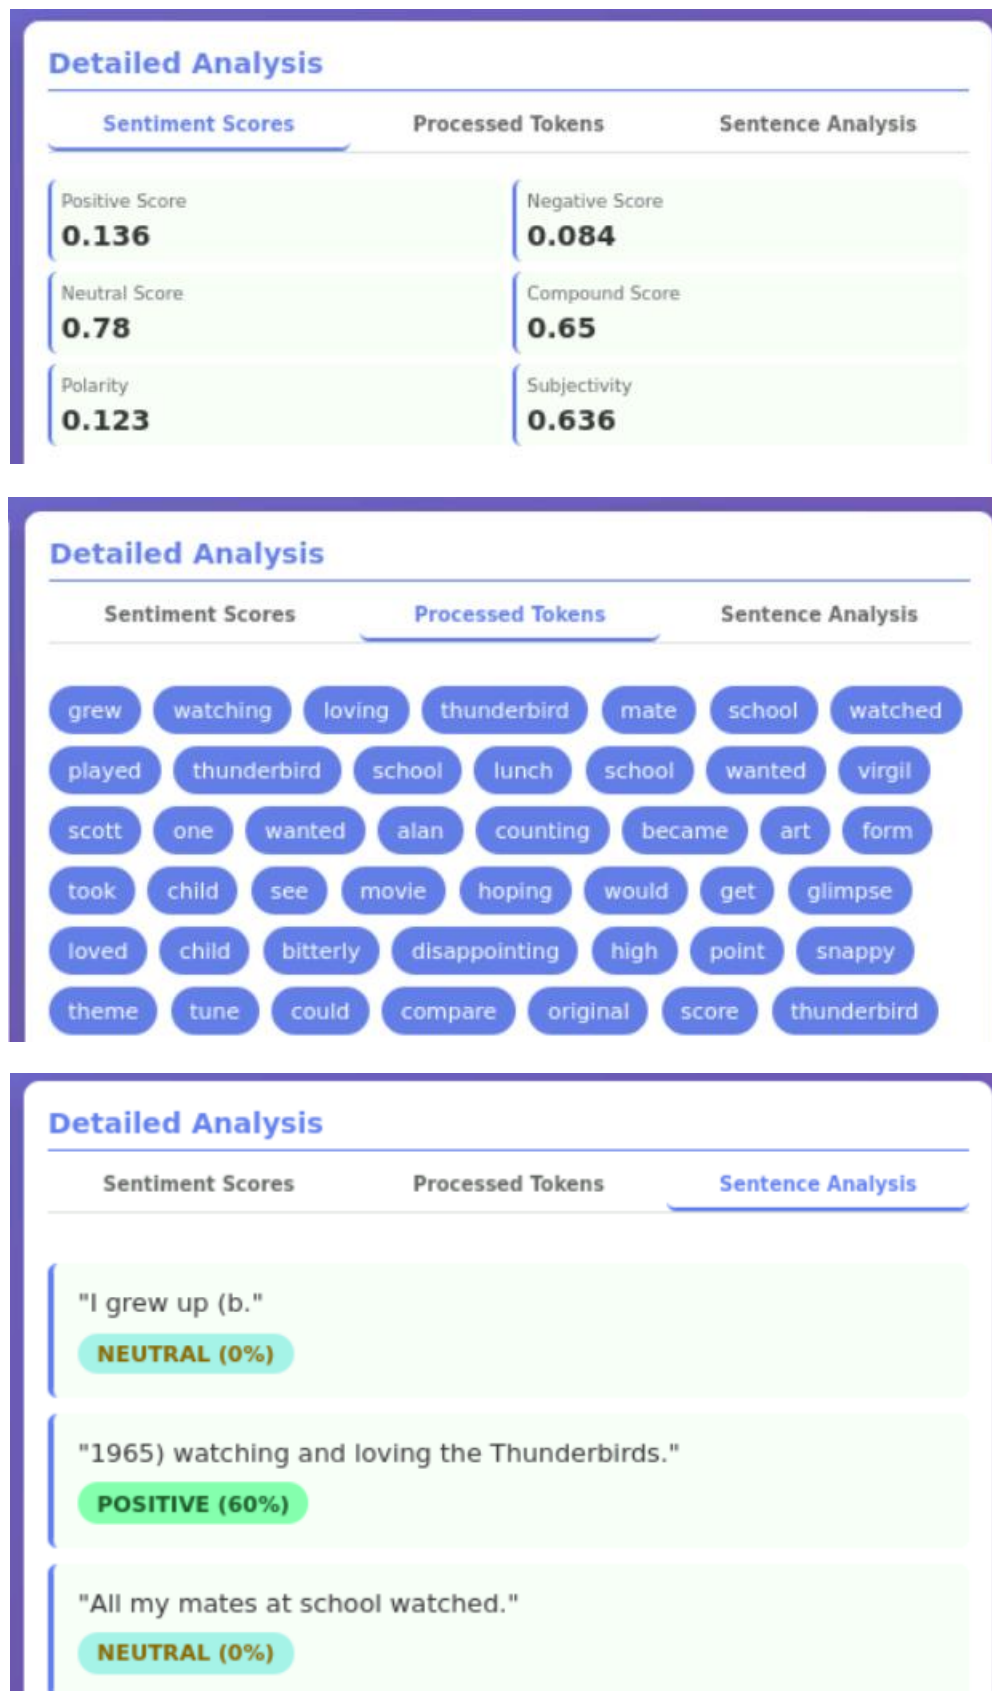 Detailed Analysis
Sentiment Scores Processed Tokens Sentence Analysis
Positive Score Negative Score
0.136 0.084
Neutral Score Compound Score
0.78 0.65
Polarity Subjectivity
0.123 0.636
Detailed Analysis
Sentiment Scores Processed Tokens Sentence Analysis
grew watching loving thunderbird mate school watched
played thunderbird school lunch school wanted virgil
scott one wanted alan counting became art form
took child see movie hoping would get glimpse
loved child bitterly disappointing high point snappy
theme tune could compare original score thunderbird
Detailed Analysis
Sentiment Scores Processed Tokens Sentence Analysis
"I grew up (b."
NEUTRAL (0%)
"1965) watching and loving the Thunderbirds."
POSITIVE (60%)
"All my mates at school watched."
NEUTRAL (0%)